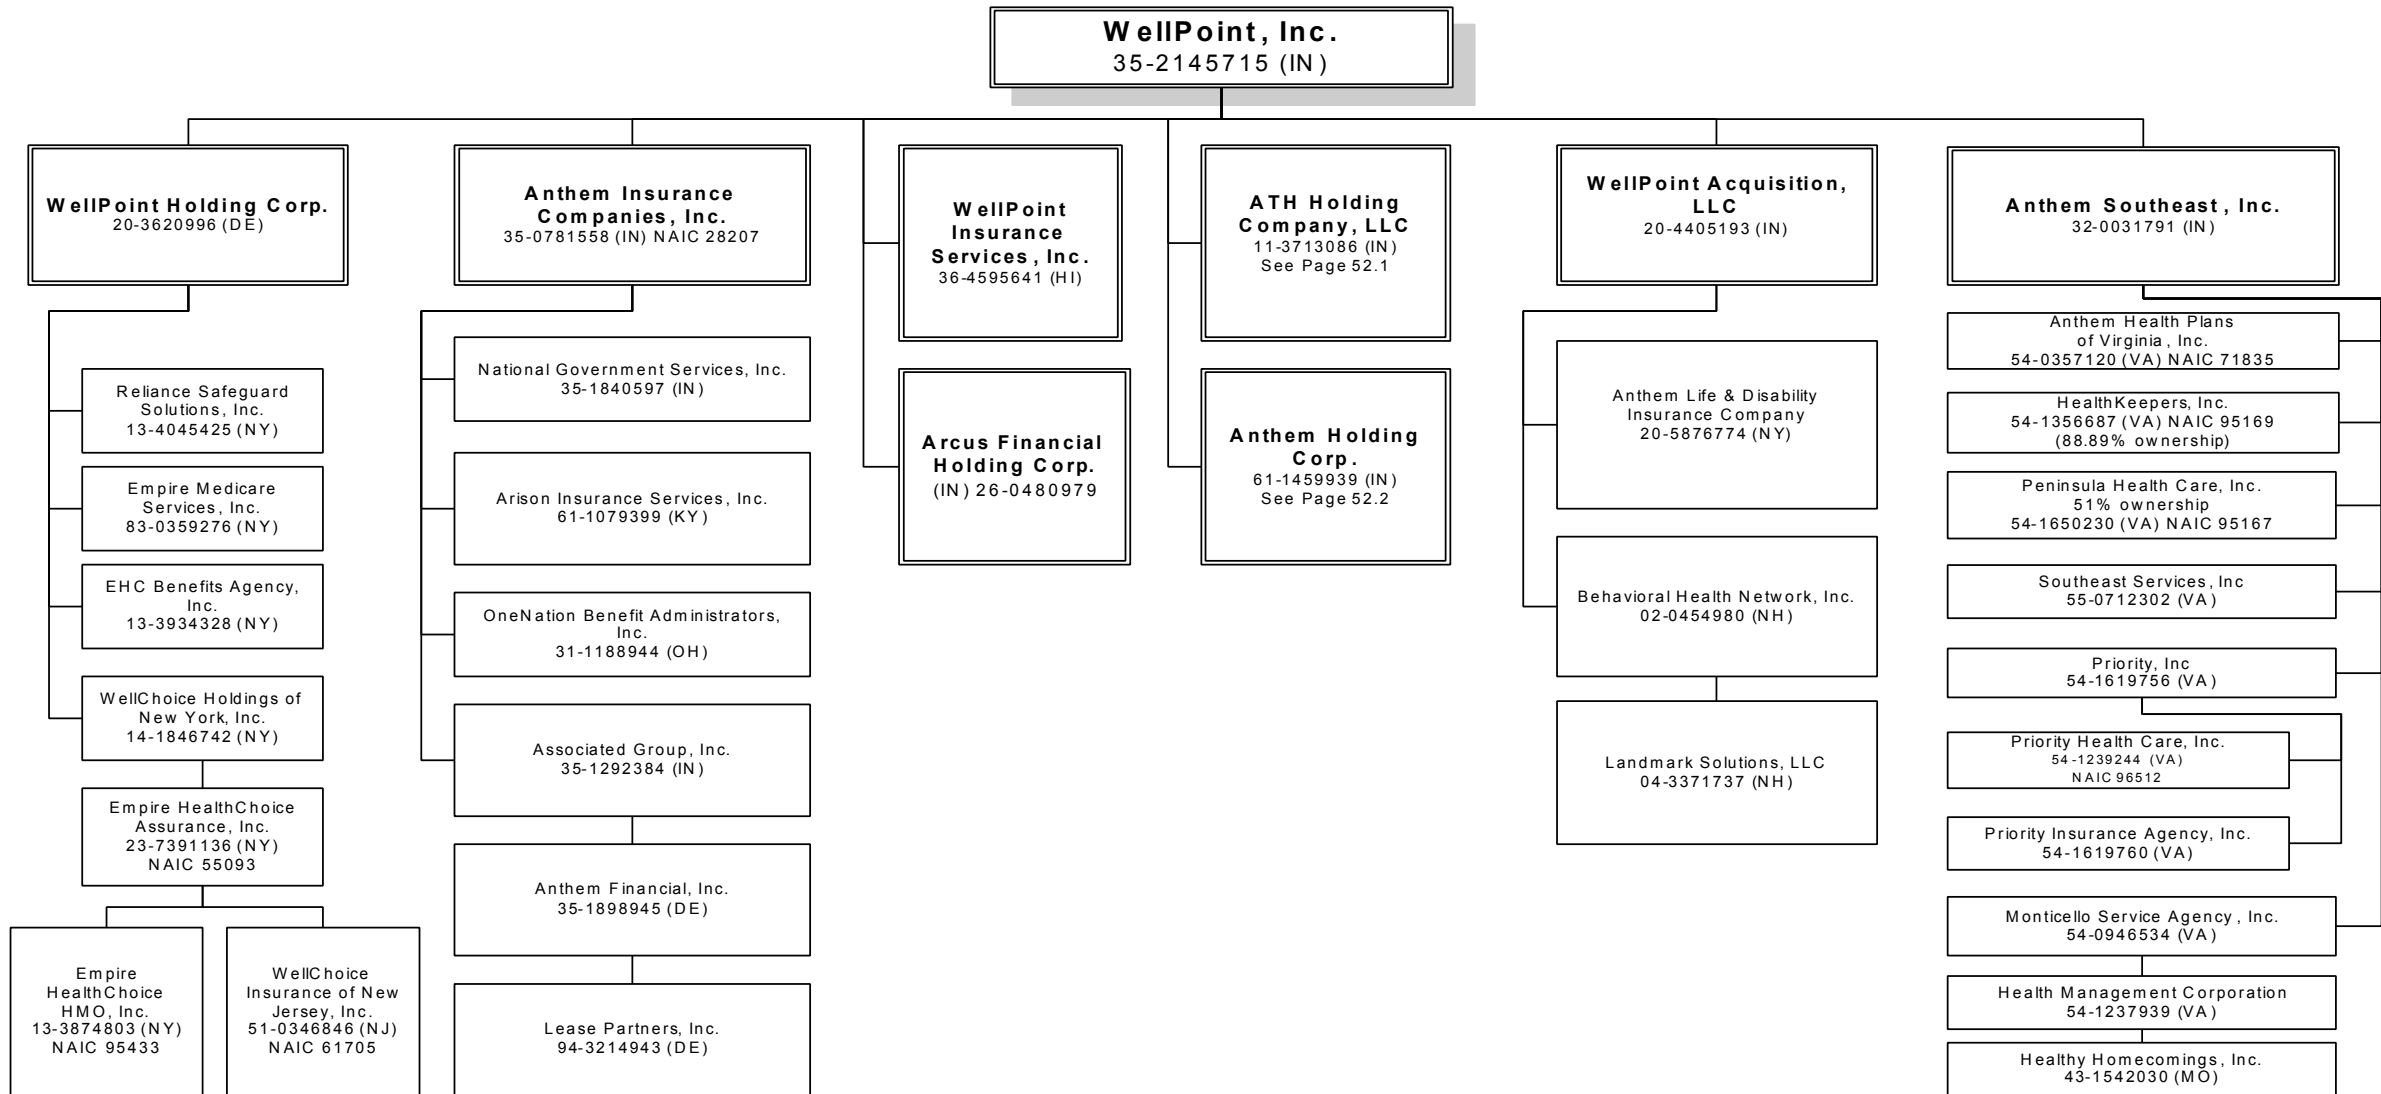 WellPoint, Inc.
35-2145715 (IN)
WellPoint Holding Corp.
20-3620996 (DE)
Reliance Safeguard
Solutions, Inc.
13-4045425 (NY)
Empire Medicare
Services, Inc.
83-0359276 (NY)
EHC Benefits Agency,
Inc.
13-3934328 (NY)
WellChoice Holdings of
New York, Inc.
14-1846742 (NY)
Empire HealthChoice
Assurance, Inc.
23-7391136 (NY)
NAIC 55093
Empire
HealthChoice
HMO, Inc.
13-3874803 (NY)
NAIC 95433
WellChoice
Insurance of New
Jersey, Inc.
51-0346846 (NJ)
NAIC 61705
Anthem Insurance
Companies, Inc.
35-0781558 (IN) NAIC 28207
National Government Services, Inc.
35-1840597 (IN)
Arison Insurance Services, Inc.
61-1079399 (KY)
OneNation Benefit Administrators,
Inc.
31-1188944 (OH)
Associated Group, Inc.
35-1292384 (IN)
Anthem Financial, Inc.
35-1898945 (DE)
Lease Partners, Inc.
94-3214943 (DE)
WellPoint
Insurance
Services, Inc.
36-4595641 (HI)
Arcus Financial
Holding Corp.
(IN) 26-0480979
ATH Holding
Company, LLC
11-3713086 (IN)
See Page 52.1
Anthem Holding
Corp.
61-1459939 (IN)
See Page 52.2
WellPoint Acquisition,
LLC
20-4405193 (IN)
Anthem Life & Disability
Insurance Company
20-5876774 (NY)
Behavioral Health Network, Inc.
02-0454980 (NH)
Landmark Solutions, LLC
04-3371737 (NH)
Anthem Southeast, Inc.
32-0031791 (IN)
Anthem Health Plans
of Virginia, Inc.
54-0357120 (VA) NAIC 71835
HealthKeepers, Inc.
54-1356687 (VA) NAIC 95169
(88.89% ownership)
Peninsula Health Care, Inc.
51% ownership
54-1650230 (VA) NAIC 95167
Southeast Services, Inc
55-0712302 (VA)
Priority, Inc
54-1619756 (VA)
Priority Health Care, Inc.
54-1239244 (VA)
NAIC 96512
Priority Insurance Agency, Inc.
54-1619760 (VA)
Monticello Service Agency, Inc.
54-0946534 (VA)
Health Management Corporation
54-1237939 (VA)
Healthy Homecomings, Inc.
43-1542030 (MO)